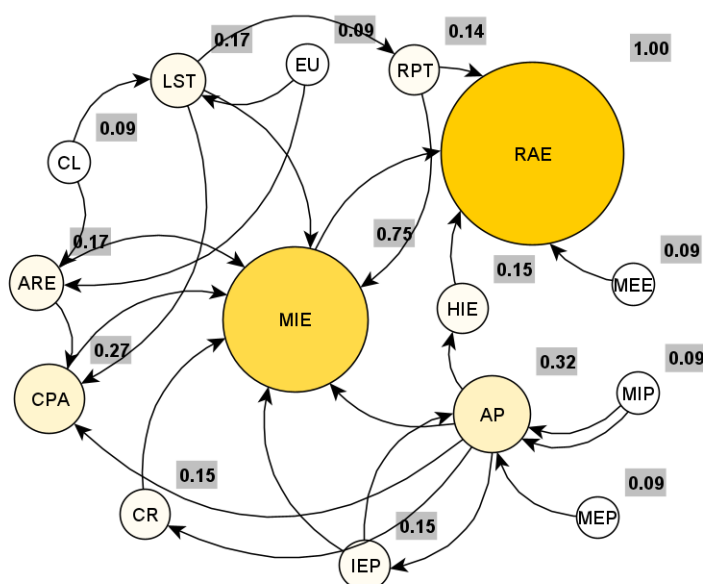 0.17
0.09
0.14
1.00
LST
EU
RPT
RAE
0.09
CL
0.17
0.75
0.09
0.15
ARE
MIE
HIE
MEE
0.27
0.32
0.09
CPA
AP
MIP
0.15
0.09
CR
0.15
MEP
IEP